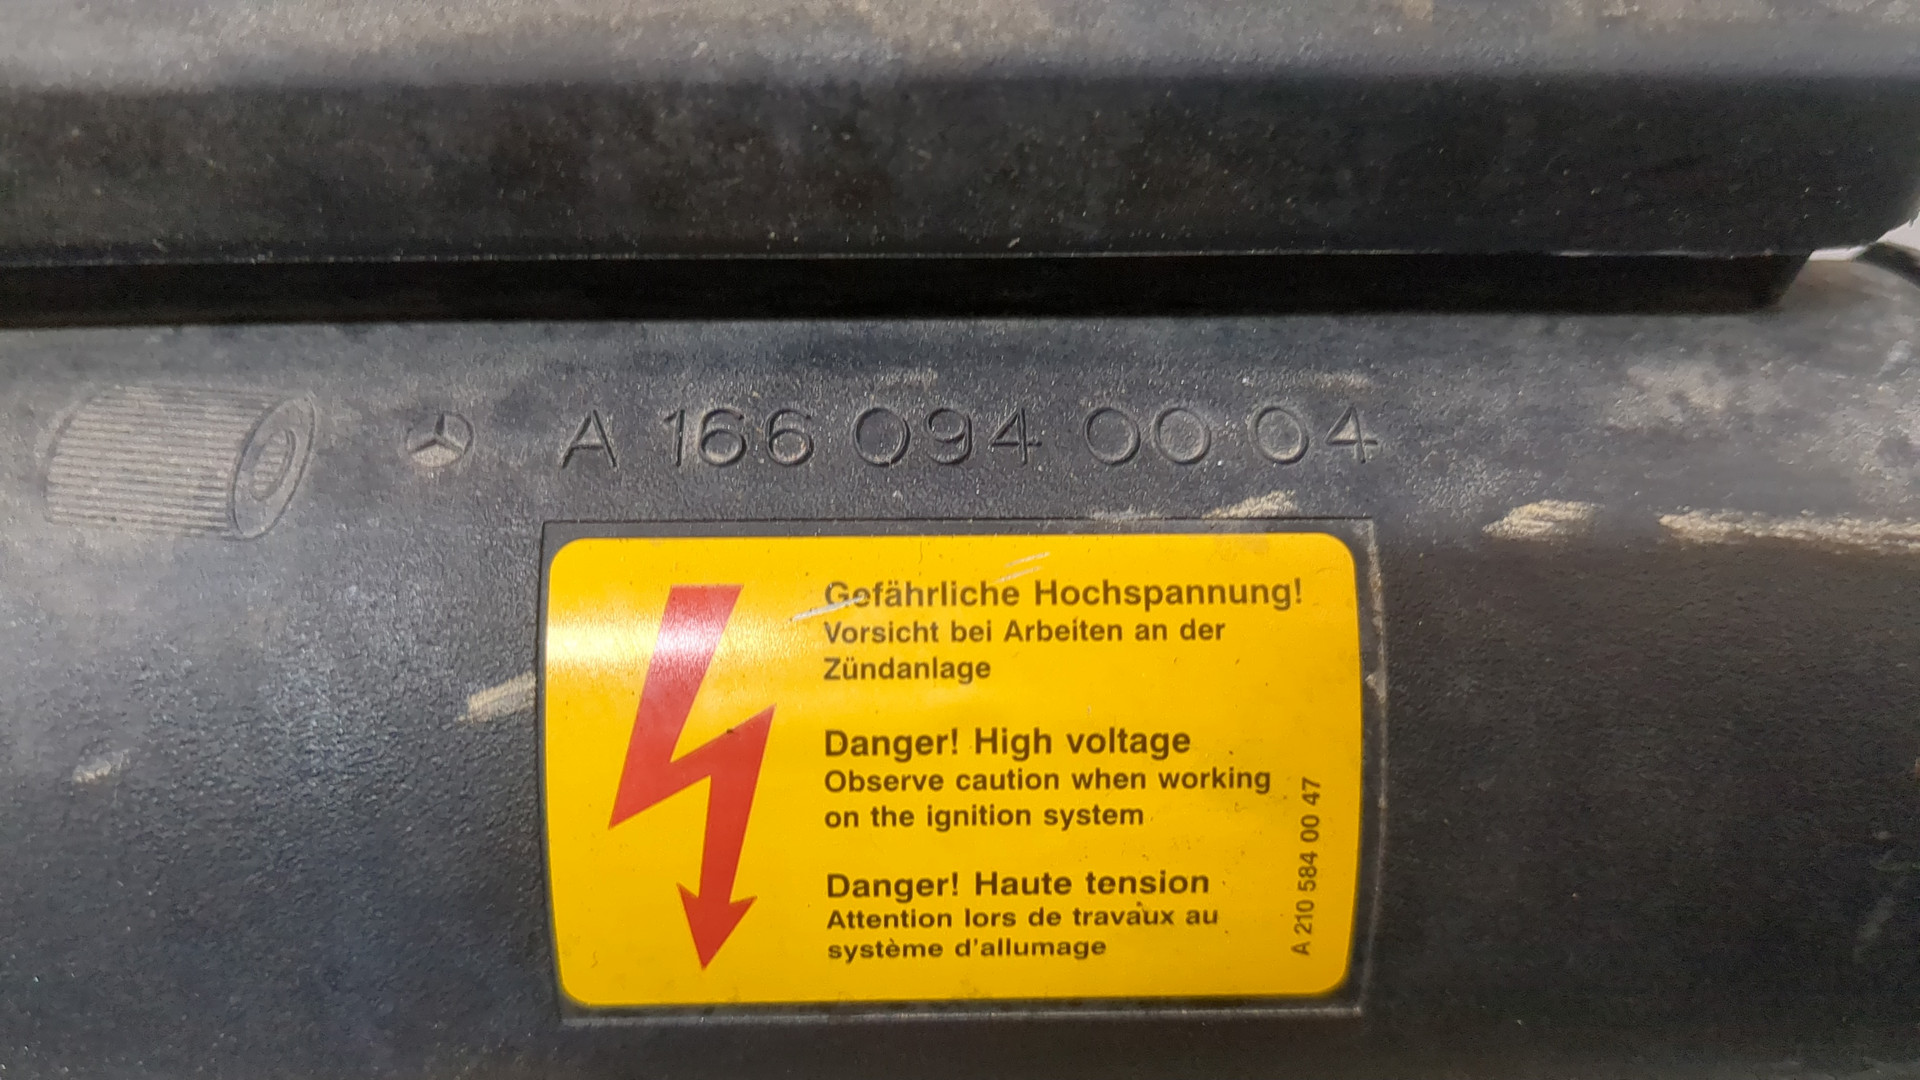 A 166 094 00 04
Gefährliche Hochspannung!
Vorsicht bei Arbeiten an der
Zündanlage
Danger! High voltage
Observe caution when working
on the ignition system
Danger! Haute tension
Attention lors de travaux au
système d'allumage
A 210 584 00 47